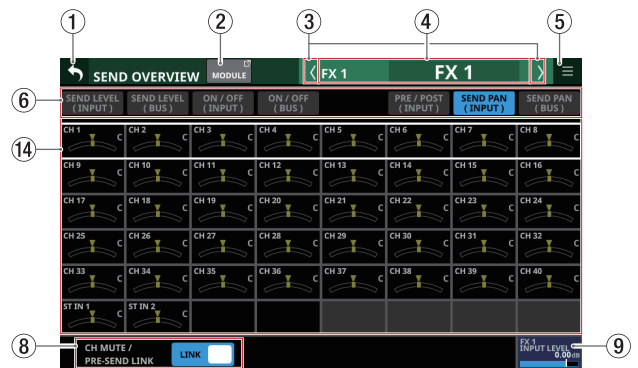 1 2 3 4 5
SEND OVERVIEW MODULE FX 1 FX 1
6
SEND LEVEL (INPUT) SEND LEVEL (BUS) ON / OFF (INPUT) ON / OFF (BUS) PRE / POST (INPUT) SEND PAN (INPUT) SEND PAN (BUS)
14
CH 1 C CH 2 C CH 3 C CH 4 C CH 5 C CH 6 C CH 7 C CH 8 C
CH 9 C CH 10 C CH 11 C CH 12 C CH 13 C CH 14 C CH 15 C CH 16 C
CH 17 C CH 18 C CH 19 C CH 20 C CH 21 C CH 22 C CH 23 C CH 24 C
CH 25 C CH 26 C CH 27 C CH 28 C CH 29 C CH 30 C CH 31 C CH 32 C
CH 33 C CH 34 C CH 35 C CH 36 C CH 37 C CH 38 C CH 39 C CH 40 C
ST IN 1 C ST IN 2 C
8 CH MUTE / PRE-SEND LINK LINK FX 1 INPUT LEVEL 0.00 dB 9